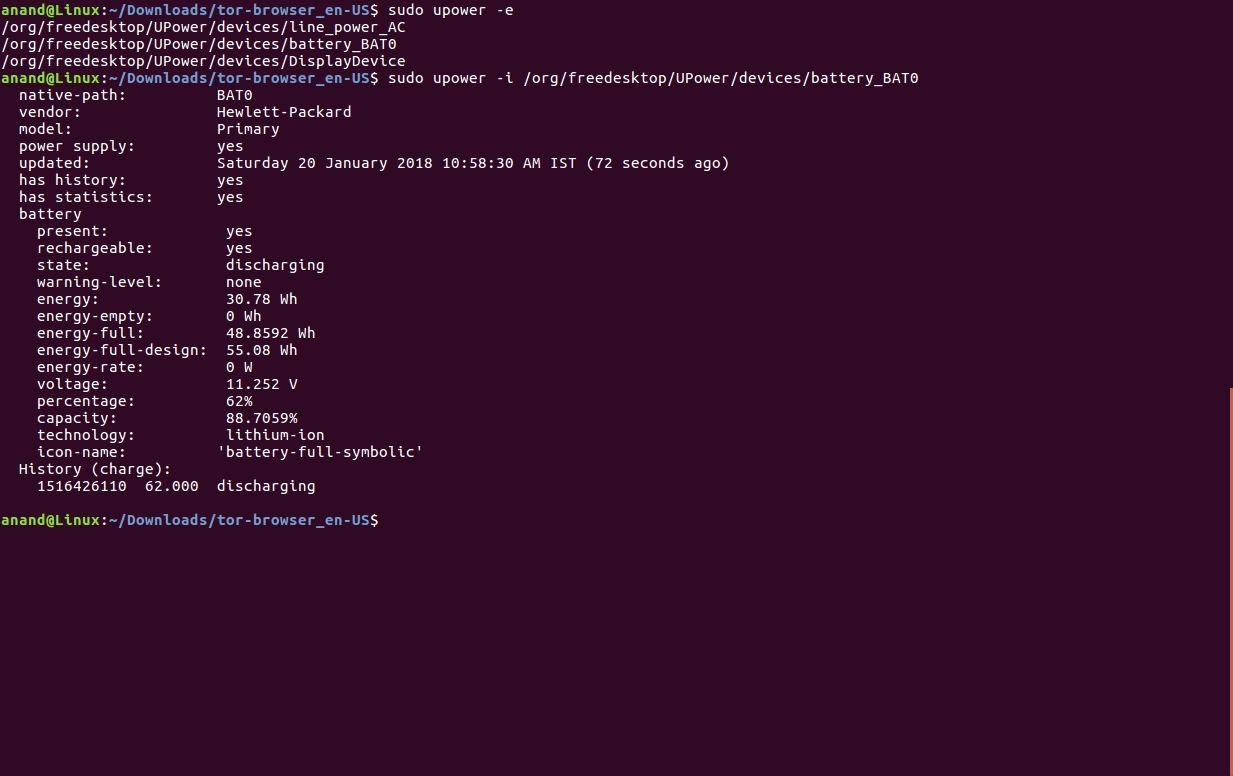 anand@Linux:~/Downloads/tor-browser_en-US$ sudo upower -e
/org/freedesktop/UPower/devices/line_power_AC
/org/freedesktop/UPower/devices/battery_BAT0
/org/freedesktop/UPower/devices/DisplayDevice
anand@Linux:~/Downloads/tor-browser_en-US$ sudo upower -i /org/freedesktop/UPower/devices/battery_BAT0
  native-path:          BAT0
  vendor:               Hewlett-Packard
  model:                Primary
  power supply:         yes
  updated:              Saturday 20 January 2018 10:58:30 AM IST (72 seconds ago)
  has history:          yes
  has statistics:       yes
  battery
    present:             yes
    rechargeable:        yes
    state:               discharging
    warning-level:       none
    energy:              30.78 Wh
    energy-empty:        0 Wh
    energy-full:         48.8592 Wh
    energy-full-design:  55.08 Wh
    energy-rate:         0 W
    voltage:             11.252 V
    percentage:          62%
    capacity:            88.7059%
    technology:          lithium-ion
    icon-name:          'battery-full-symbolic'
  History (charge):
    1516426110  62.000  discharging
anand@Linux:~/Downloads/tor-browser_en-US$